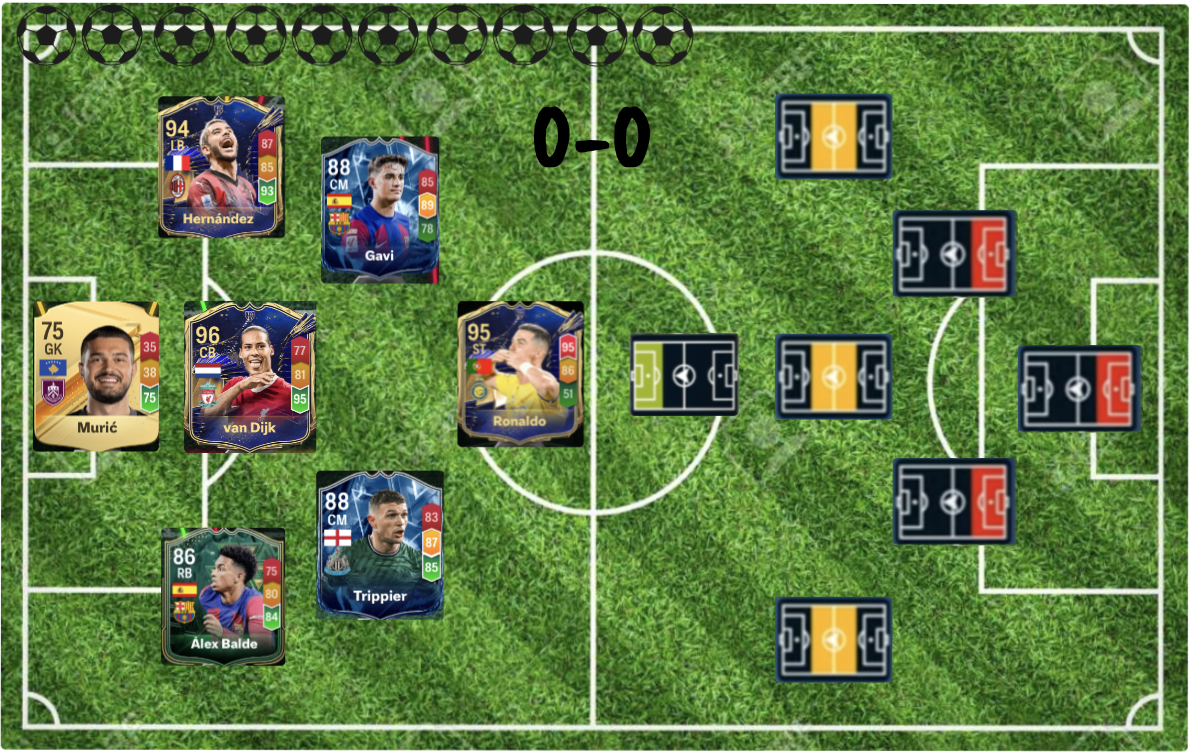 0-0
94
LB
87
85
93
Hernández
88
CM
85
89
78
Gavi
75
GK
35
38
75
Murić
96
CB
77
81
95
van Dijk
95
ST
95
86
51
Ronaldo
88
CM
83
87
85
Trippier
86
RB
75
80
84
Álex Balde